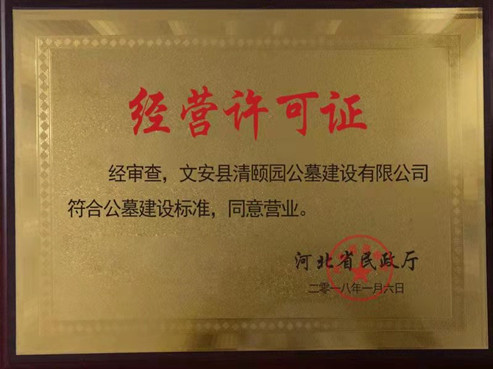 经营许可证
经审查，文安县清颐园公墓建设有限公司
符合公墓建设标准，同意营业。
河北省民政厅
二零一八年一月六日